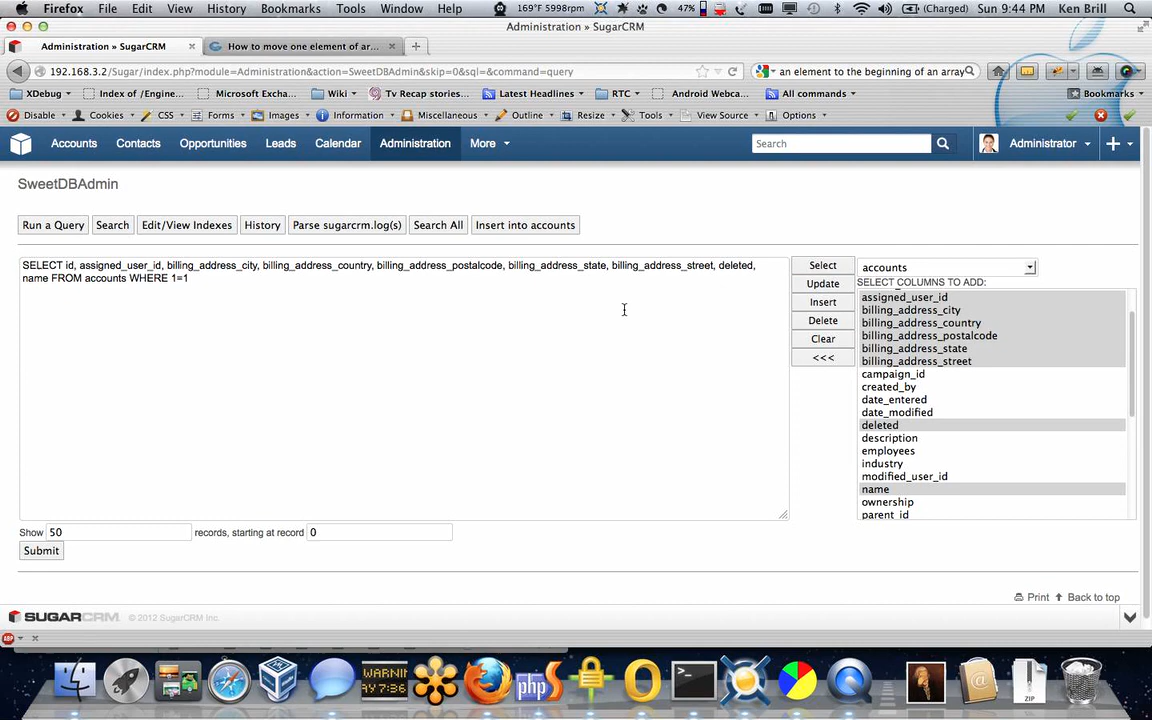 Firefox File Edit View History Bookmarks Tools Window Help 169°F 5998rpm 47% (Charged) Sun 9:44 PM Ken Brill
Administration » SugarCRM
Administration » SugarCRM How to move one element of ar...
192.168.3.2/Sugar/index.php?module=Administration&action=SweetDBAdmin&skip=0&sql=&command=query an element to the beginning of an array
XDebug Index of /Engine... Microsoft Excha... Wiki Tv Recap stories... Latest Headlines RTC Android Webca... All commands Bookmarks
Disable Cookies CSS Forms Images Information Miscellaneous Outline Resize Tools View Source Options
Accounts Contacts Opportunities Leads Calendar Administration More Search Administrator
SweetDBAdmin
Run a Query Search Edit/View Indexes History Parse sugarcrm.log(s) Search All Insert into accounts
SELECT id, assigned_user_id, billing_address_city, billing_address_country, billing_address_postalcode, billing_address_state, billing_address_street, deleted,
name FROM accounts WHERE 1=1
Select
Update
Insert
Delete
Clear
<<<
accounts
SELECT COLUMNS TO ADD:
assigned_user_id
billing_address_city
billing_address_country
billing_address_postalcode
billing_address_state
billing_address_street
campaign_id
created_by
date_entered
date_modified
deleted
description
employees
industry
modified_user_id
name
ownership
parent_id
Show 50 records, starting at record 0
Submit
Print Back to top
SUGARCRM © 2012 SugarCRM Inc.
ABP
WARNIN
AY 7:36
php
ZIP